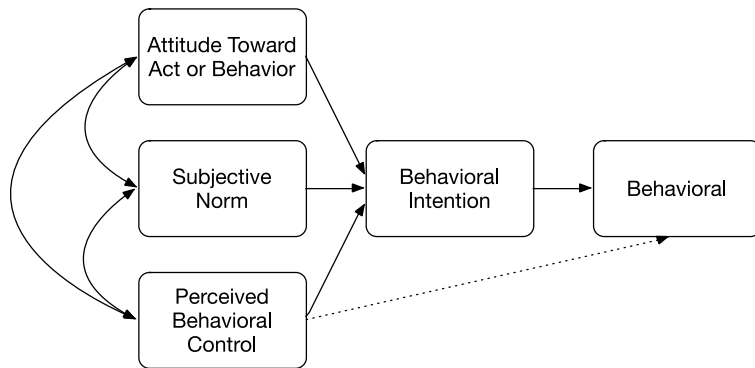 Attitude Toward
Act or Behavior
Subjective
Norm
Behavioral
Intention
Behavioral
Perceived
Behavioral
Control